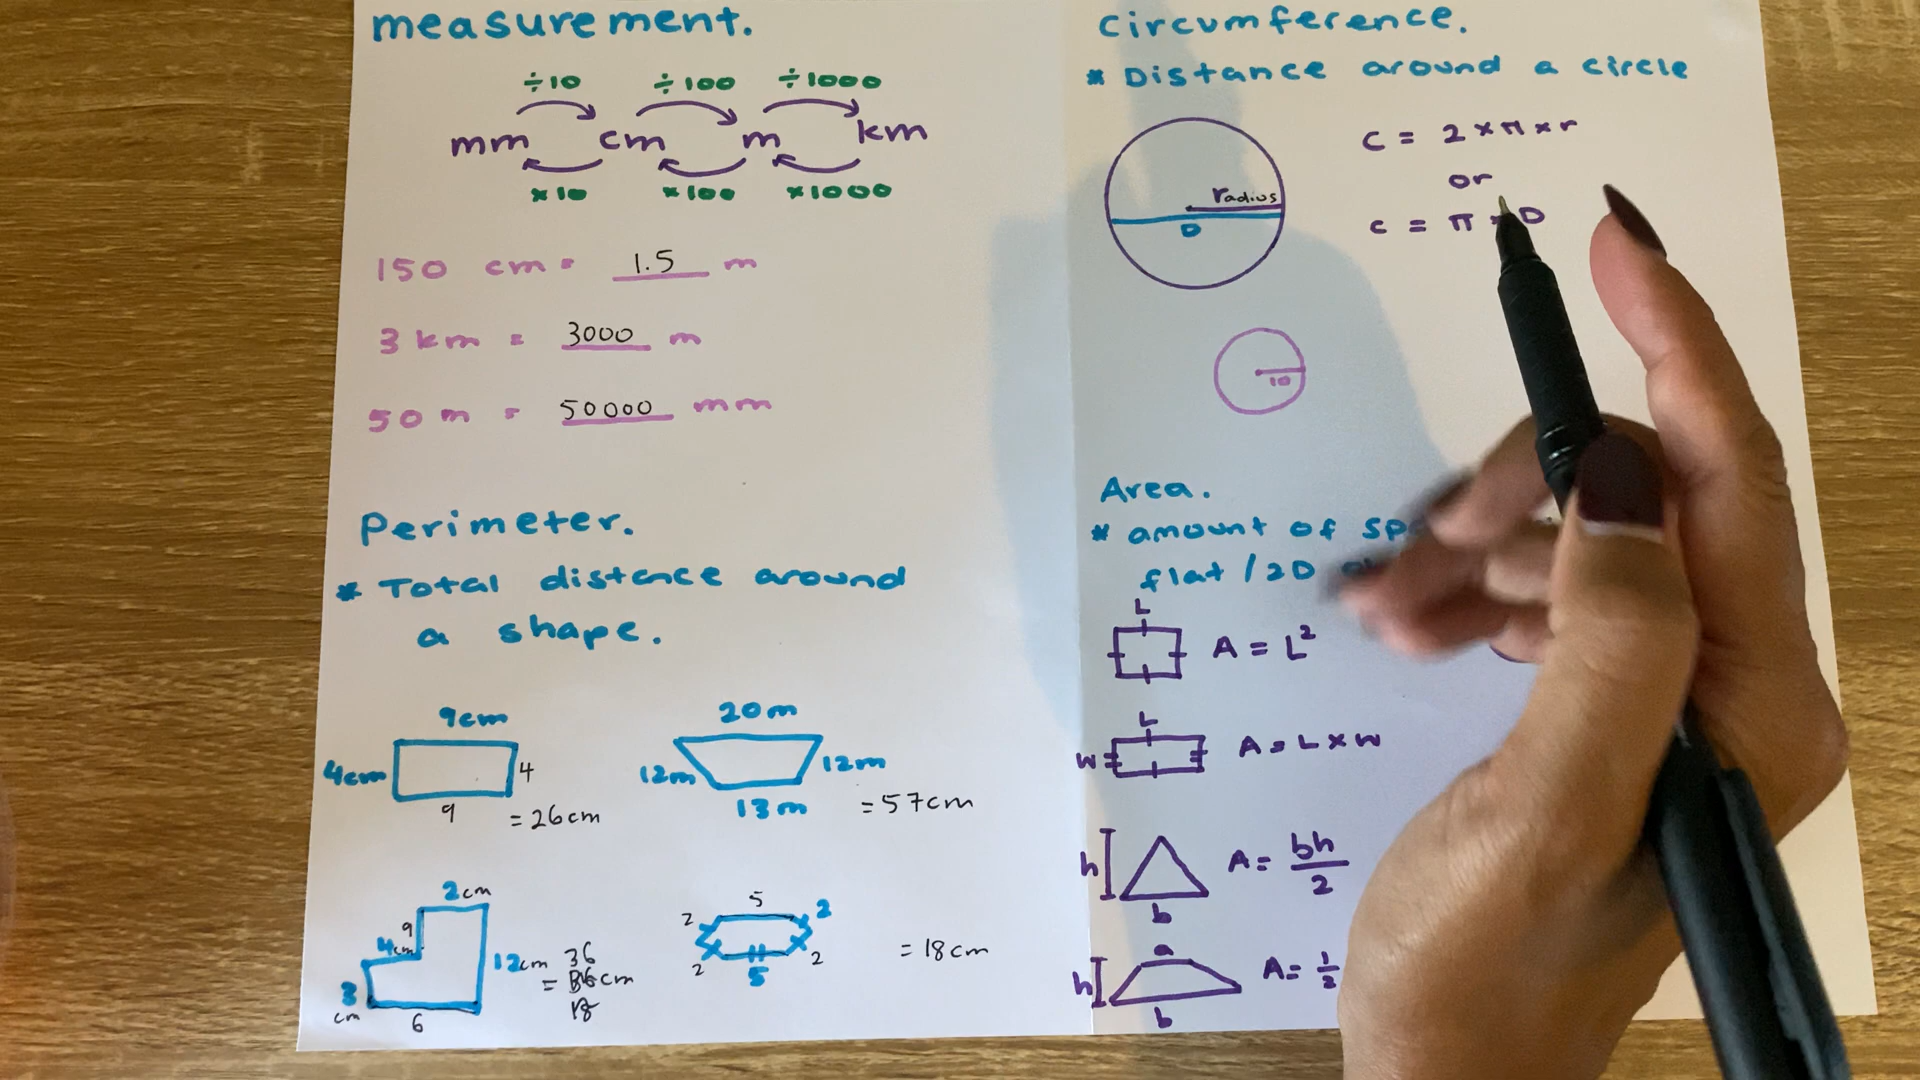 measurement.
÷10 ÷100 ÷1000
mm cm m km
×10 ×100 ×1000
150 cm = 1.5 m
3 km = 3000 m
50 m = 50000 mm
Perimeter.
* Total distance around
a shape.
9cm
4cm 4
9
= 26cm
20m
12m 12m
13m
= 57cm
2cm
9
4cm
12cm
3
cm
6
36
= cm
18
5
2 2
2 2
5
= 18cm
circumference.
* Distance around a circle
radius
D
C = 2 × π × r
or
C = π × D
10
Area.
* amount of
flat / 2D
L
A = L²
L
W
A = L × W
h
b
A = bh
2
a
h
b
A = 1
2